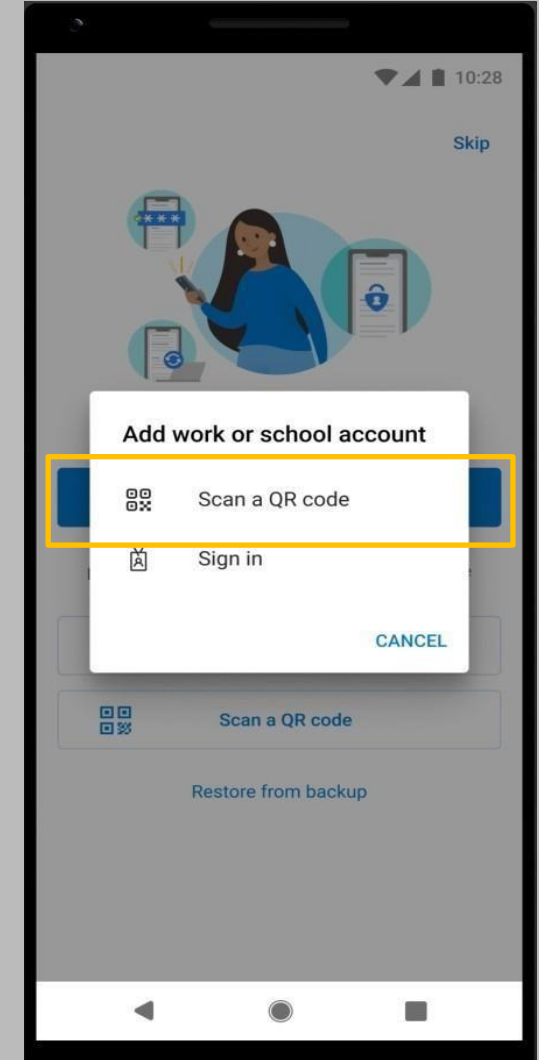 10:28
Skip
***
Add work or school account
Scan a QR code
Sign in
CANCEL
Scan a QR code
Restore from backup